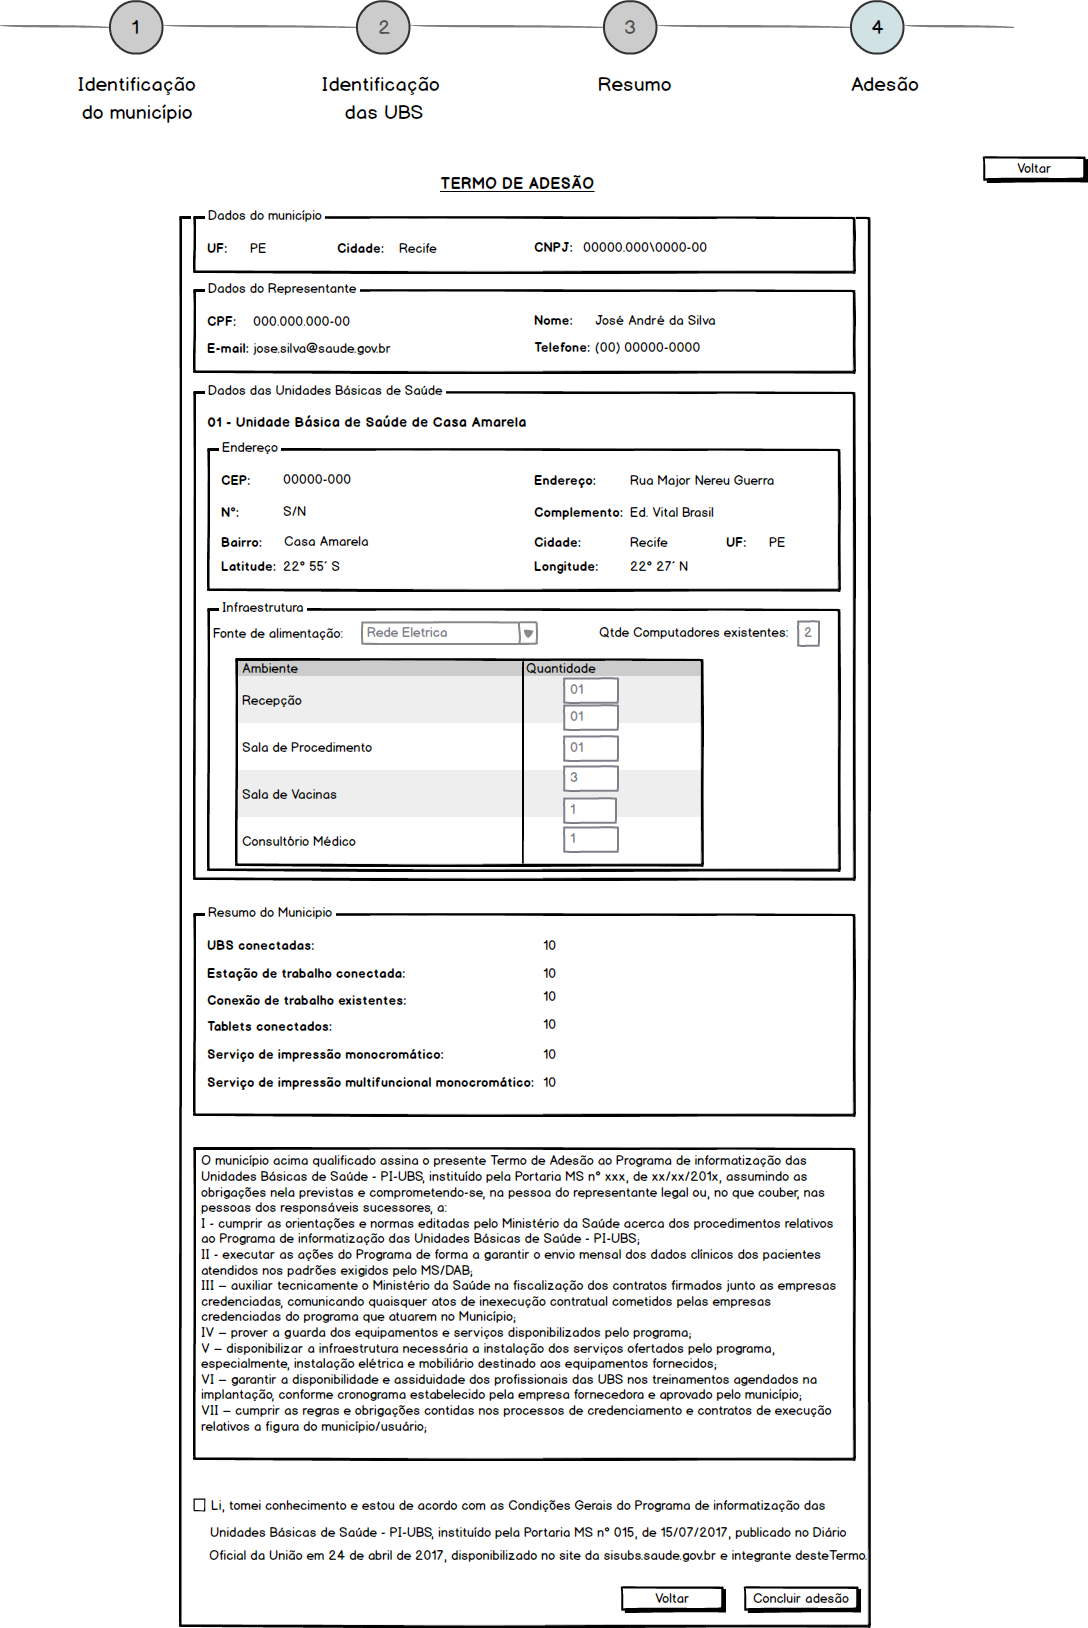 1 2 3 4
Identificação do município
Identificação das UBS
Resumo
Adesão
Voltar
TERMO DE ADESÃO
Dados do município
UF: PE Cidade: Recife CNPJ: 00000.000\0000-00
Dados do Representante
CPF: 000.000.000-00 Nome: José André da Silva
E-mail: jose.silva@saude.gov.br Telefone: (00) 00000-0000
Dados das Unidades Básicas de Saúde
01 - Unidade Básica de Saúde de Casa Amarela
Endereço
CEP: 00000-000 Endereço: Rua Major Nereu Guerra
Nº: S/N Complemento: Ed. Vital Brasil
Bairro: Casa Amarela Cidade: Recife UF: PE
Latitude: 22° 55´ S Longitude: 22° 27´ N
Infraestrutura
Fonte de alimentação: Rede Eletrica Qtde Computadores existentes: 2
Ambiente Quantidade
01
Recepção
01
Sala de Procedimento 01
3
Sala de Vacinas
1
Consultório Médico 1
Resumo do Municipio
UBS conectadas: 10
Estação de trabalho conectada: 10
Conexão de trabalho existentes: 10
Tablets conectados: 10
Serviço de impressão monocromático: 10
Serviço de impressão multifuncional monocromático: 10
O município acima qualificado assina o presente Termo de Adesão ao Programa de informatização das
Unidades Básicas de Saúde - PI-UBS, instituído pela Portaria MS nº xxx, de xx/xx/201x, assumindo as
obrigações nela previstas e comprometendo-se, na pessoa do representante legal ou, no que couber, nas
pessoas dos responsáveis sucessores, a:
I - cumprir as orientações e normas editadas pelo Ministério da Saúde acerca dos procedimentos relativos
ao Programa de informatização das Unidades Básicas de Saúde - PI-UBS;
II - executar as ações do Programa de forma a garantir o envio mensal dos dados clínicos dos pacientes
atendidos nos padrões exigidos pelo MS/DAB;
III – auxiliar tecnicamente o Ministério da Saúde na fiscalização dos contratos firmados junto as empresas
credenciadas, comunicando quaisquer atos de inexecução contratual cometidos pelas empresas
credenciadas do programa que atuarem no Município;
IV – prover a guarda dos equipamentos e serviços disponibilizados pelo programa;
V – disponibilizar a infraestrutura necessária a instalação dos serviços ofertados pelo programa,
especialmente, instalação elétrica e mobiliário destinado aos equipamentos fornecidos;
VI – garantir a disponibilidade e assiduidade dos profissionais das UBS nos treinamentos agendados na
implantação, conforme cronograma estabelecido pela empresa fornecedora e aprovado pelo município;
VII – cumprir as regras e obrigações contidas nos processos de credenciamento e contratos de execução
relativos a figura do município/usuário;
Li, tomei conhecimento e estou de acordo com as Condições Gerais do Programa de informatização das
Unidades Básicas de Saúde - PI-UBS, instituído pela Portaria MS nº 015, de 15/07/2017, publicado no Diário
Oficial da União em 24 de abril de 2017, disponibilizado no site da sisubs.saude.gov.br e integrante desteTermo.
Voltar Concluir adesão